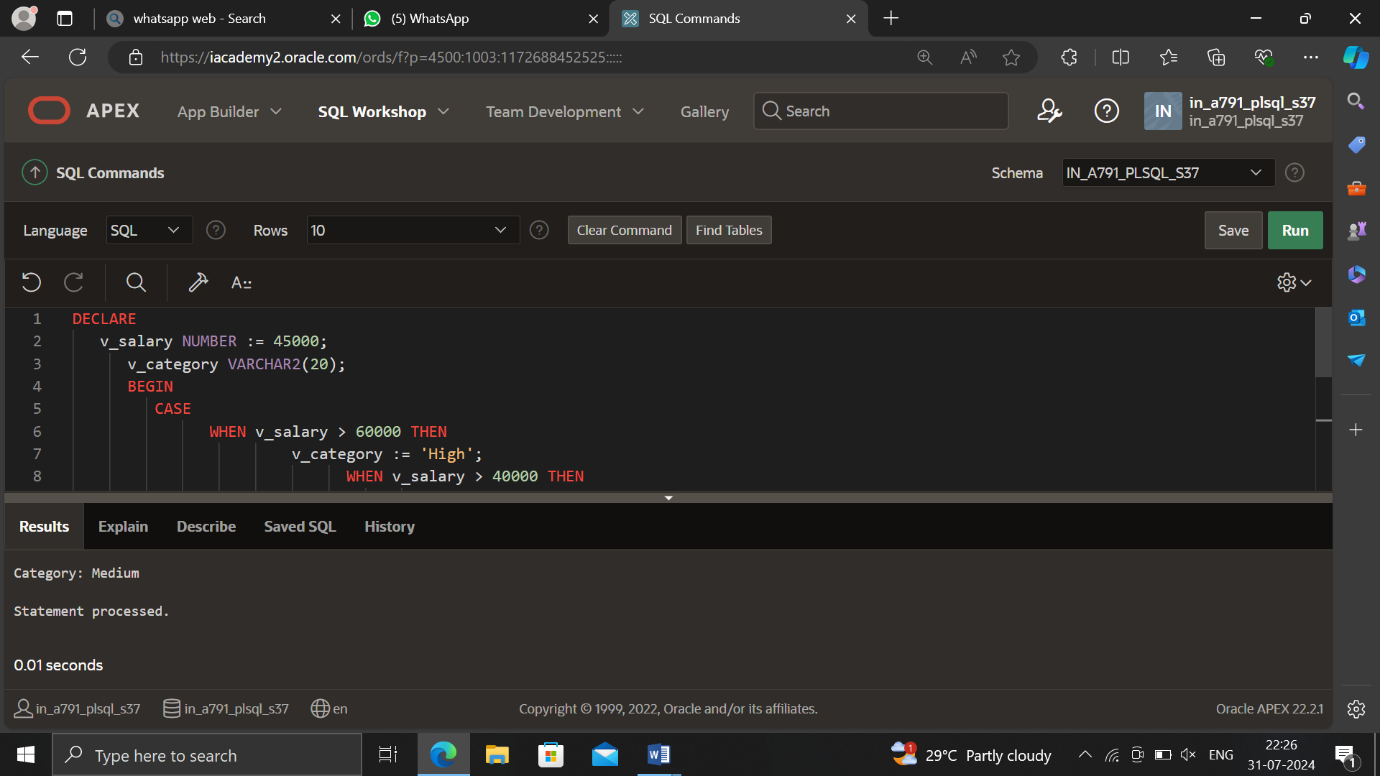 whatsapp web - Search
(5) WhatsApp
SQL Commands
https://iacademy2.oracle.com/ords/f?p=4500:1003:1172688452525:::::
APEX App Builder SQL Workshop Team Development Gallery Search IN in_a791_plsql_s37
in_a791_plsql_s37
SQL Commands Schema IN_A791_PLSQL_S37
Language SQL Rows 10 Clear Command Find Tables Save Run
A::
1 DECLARE
2 v_salary NUMBER := 45000;
3 v_category VARCHAR2(20);
4 BEGIN
5 CASE
6 WHEN v_salary > 60000 THEN
7 v_category := 'High';
8 WHEN v_salary > 40000 THEN
Results Explain Describe Saved SQL History
Category: Medium
Statement processed.
0.01 seconds
in_a791_plsql_s37 in_a791_plsql_s37 en Copyright © 1999, 2022, Oracle and/or its affiliates. Oracle APEX 22.2.1
Type here to search 1 29°C Partly cloudy ENG 22:26
31-07-2024 1